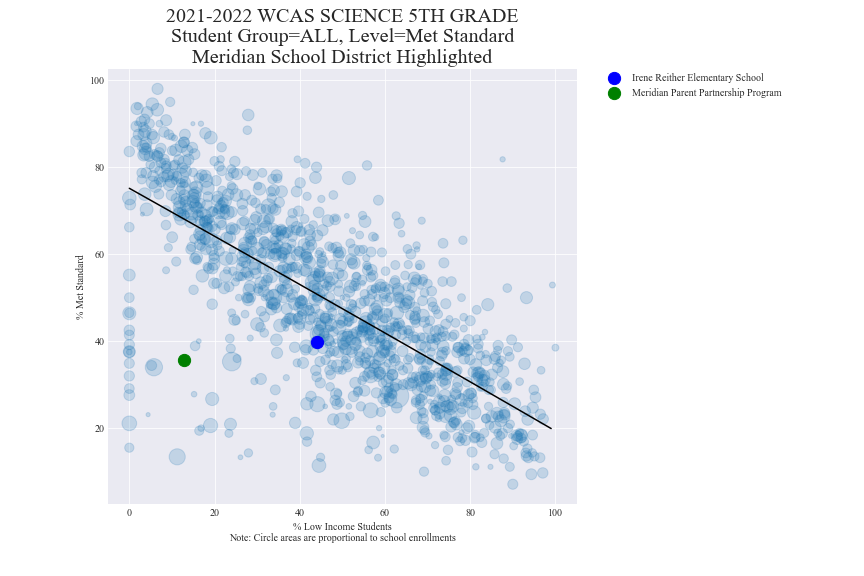 2021-2022 WCAS SCIENCE 5TH GRADE
Student Group=ALL, Level=Met Standard
Meridian School District Highlighted
Irene Reither Elementary School
Meridian Parent Partnership Program
% Met Standard
100
80
60
40
20
0 20 40 60 80 100
% Low Income Students
Note: Circle areas are proportional to school enrollments